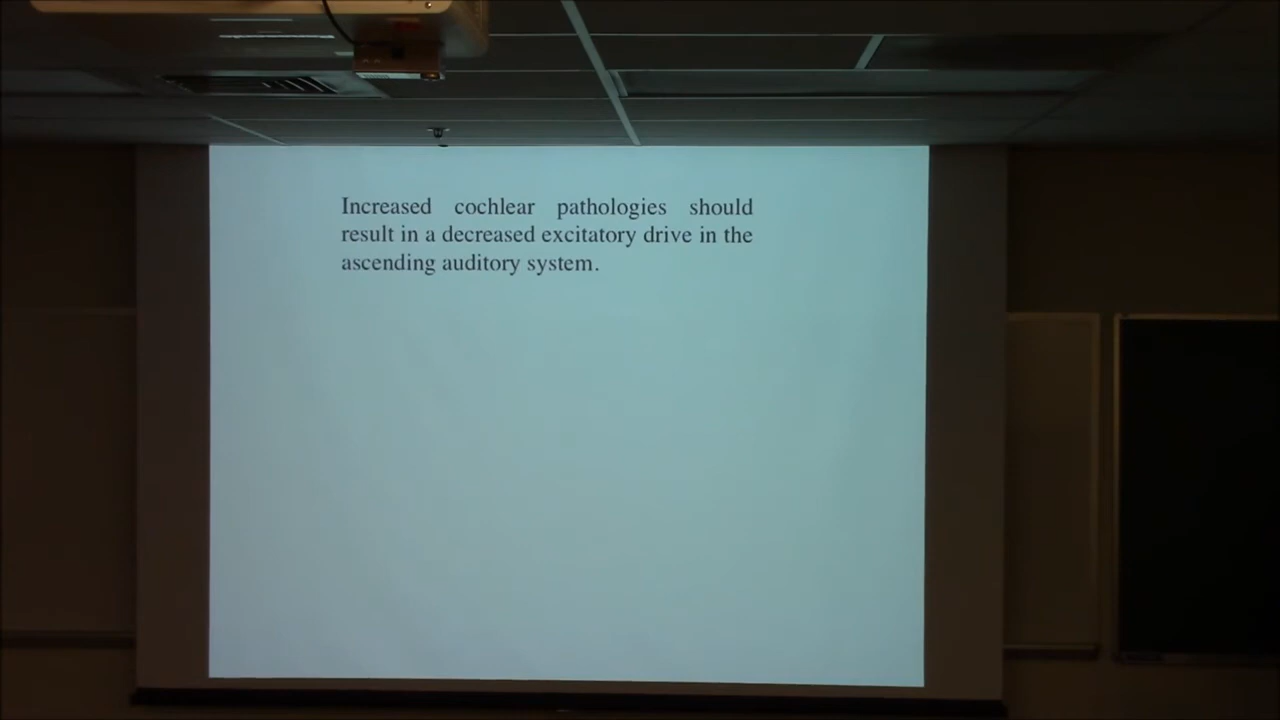 Increased cochlear pathologies should
result in a decreased excitatory drive in the
ascending auditory system.